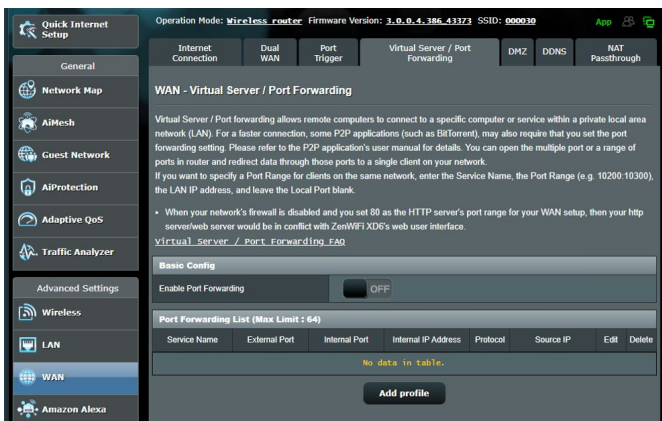 Quick Internet
Setup
General
Network Map
AiMesh
Guest Network
AiProtection
Adaptive QoS
Traffic Analyzer
Advanced Settings
Wireless
LAN
WAN
Amazon Alexa
Operation Mode: Wireless router Firmware Version: 3.0.0.4.386_43373 SSID: 000030
App
Internet
Connection
Dual
WAN
Port
Trigger
Virtual Server / Port
Forwarding
DMZ
DDNS
NAT
Passthrough
WAN - Virtual Server / Port Forwarding
Virtual Server / Port forwarding allows remote computers to connect to a specific computer or service within a private local area
network (LAN). For a faster connection, some P2P applications (such as BitTorrent), may also require that you set the port
forwarding setting. Please refer to the P2P application's user manual for details. You can open the multiple port or a range of
ports in router and redirect data through those ports to a single client on your network.
If you want to specify a Port Range for clients on the same network, enter the Service Name, the Port Range (e.g. 10200:10300),
the LAN IP address, and leave the Local Port blank.
• When your network's firewall is disabled and you set 80 as the HTTP server's port range for your WAN setup, then your http
server/web server would be in conflict with ZenWiFi XD6's web user interface.
Virtual Server / Port Forwarding FAQ
Basic Config
Enable Port Forwarding OFF
Port Forwarding List (Max Limit : 64)
Service Name External Port Internal Port Internal IP Address Protocol Source IP Edit Delete
No data in table.
Add profile